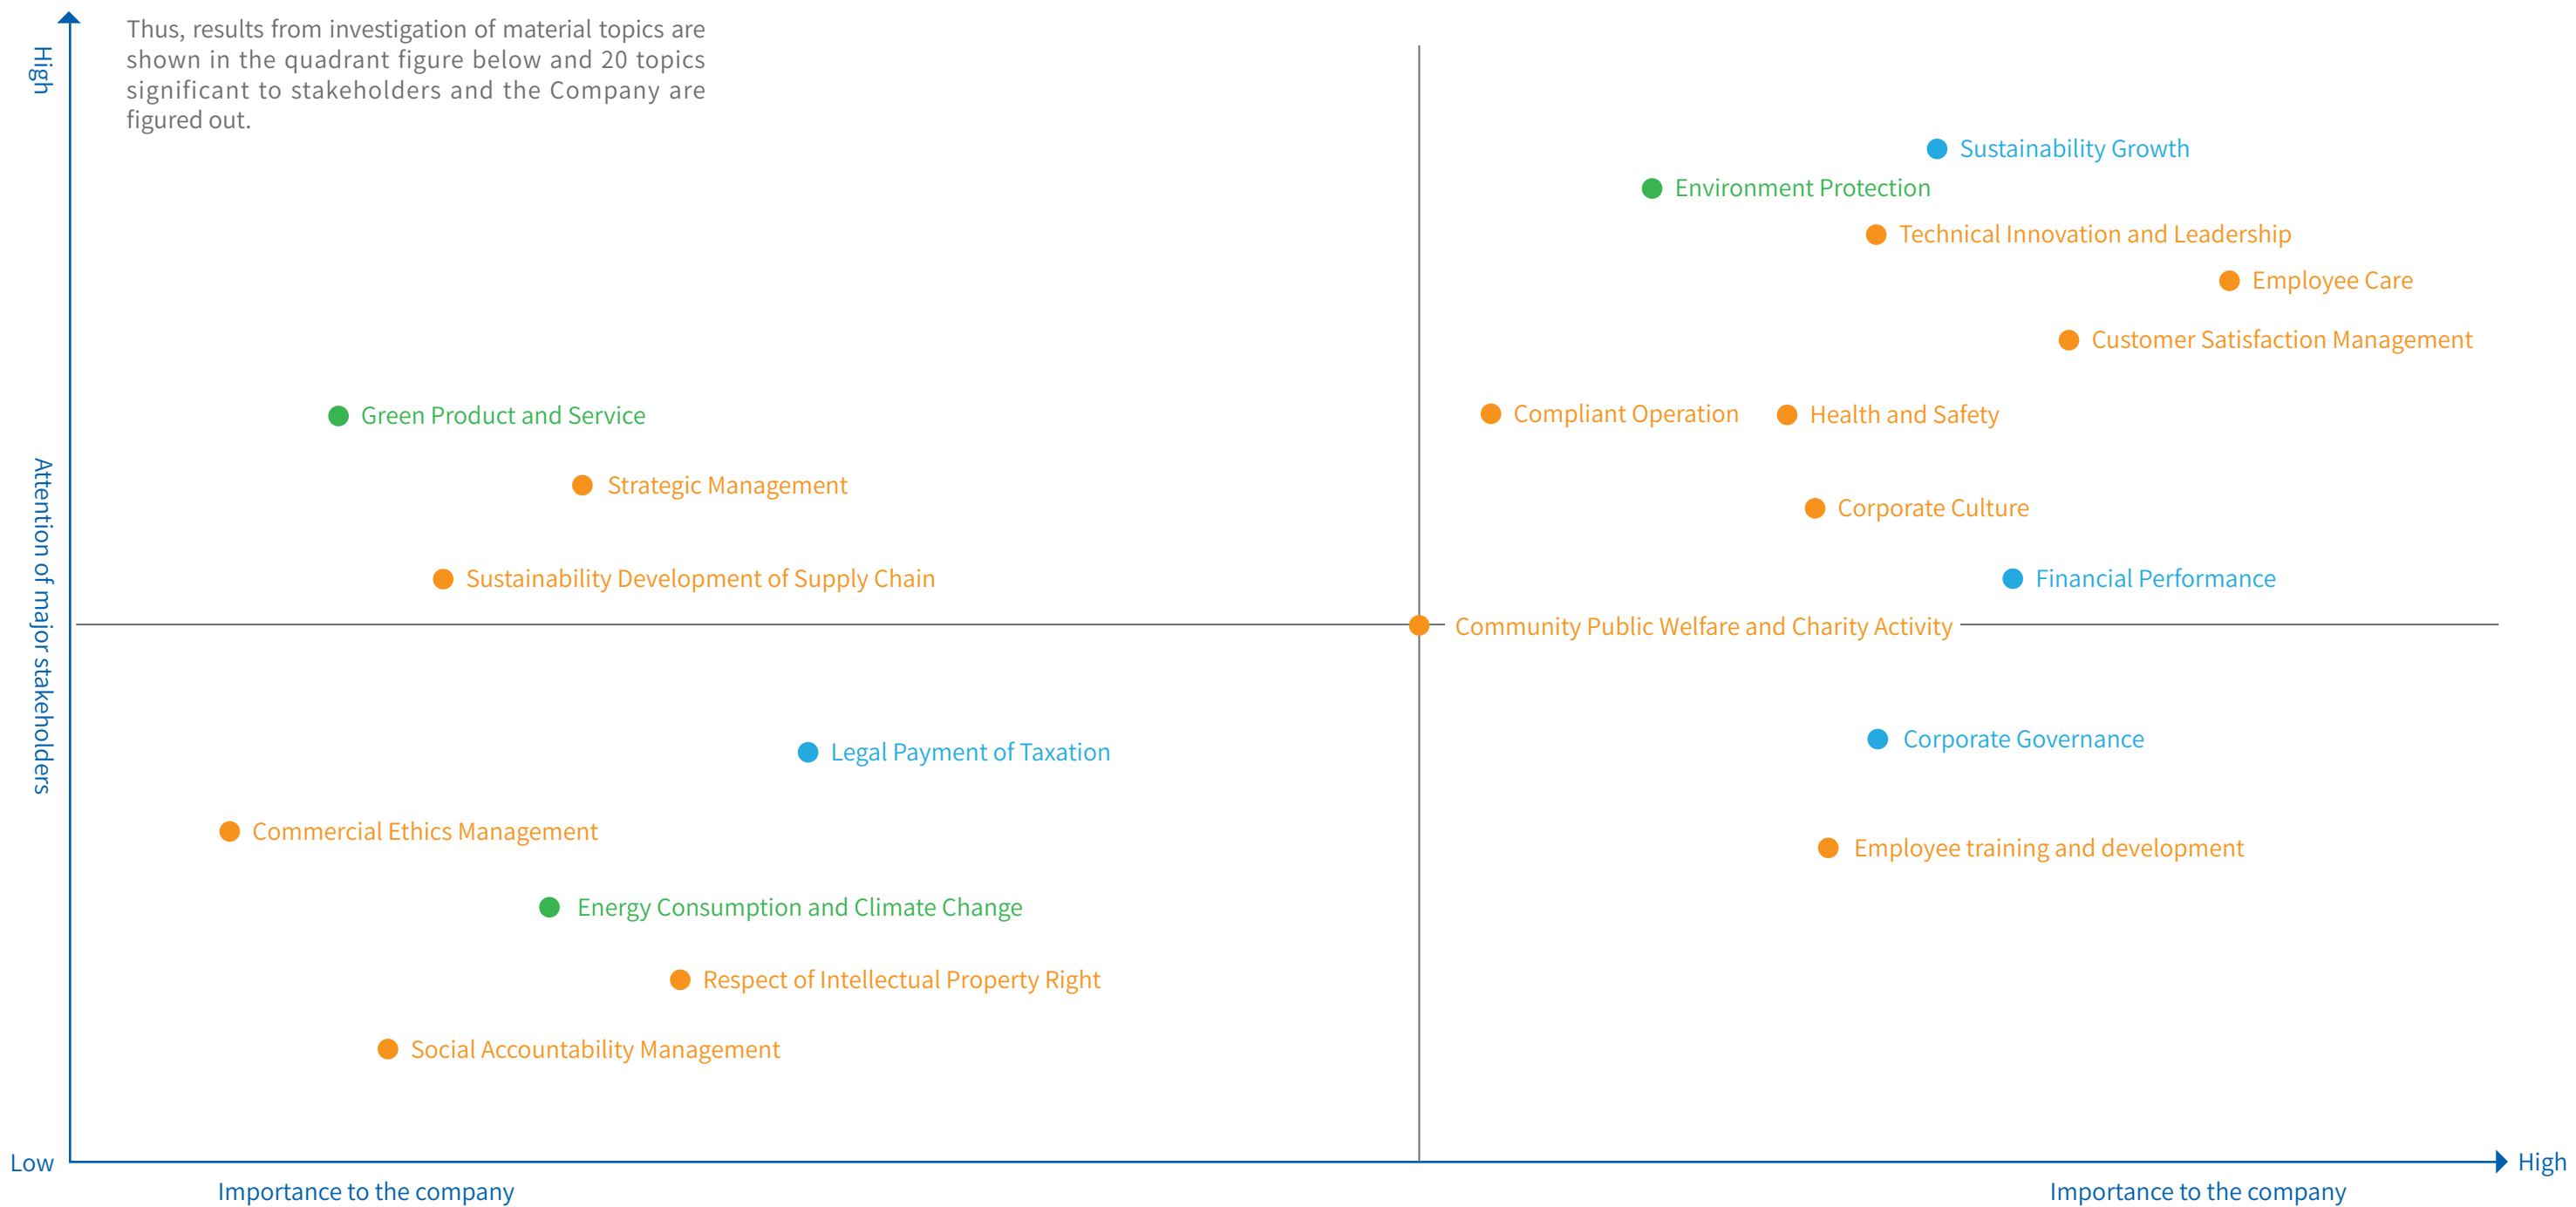 High
Thus, results from investigation of material topics are
shown in the quadrant figure below and 20 topics
significant to stakeholders and the Company are
figured out.
Sustainability Growth
Environment Protection
Technical Innovation and Leadership
Employee Care
Customer Satisfaction Management
Compliant Operation
Health and Safety
Green Product and Service
Strategic Management
Corporate Culture
Sustainability Development of Supply Chain
Financial Performance
Attention of major stakeholders
Community Public Welfare and Charity Activity
Corporate Governance
Legal Payment of Taxation
Commercial Ethics Management
Employee training and development
Energy Consumption and Climate Change
Respect of Intellectual Property Right
Social Accountability Management
Low
High
Importance to the company
Importance to the company